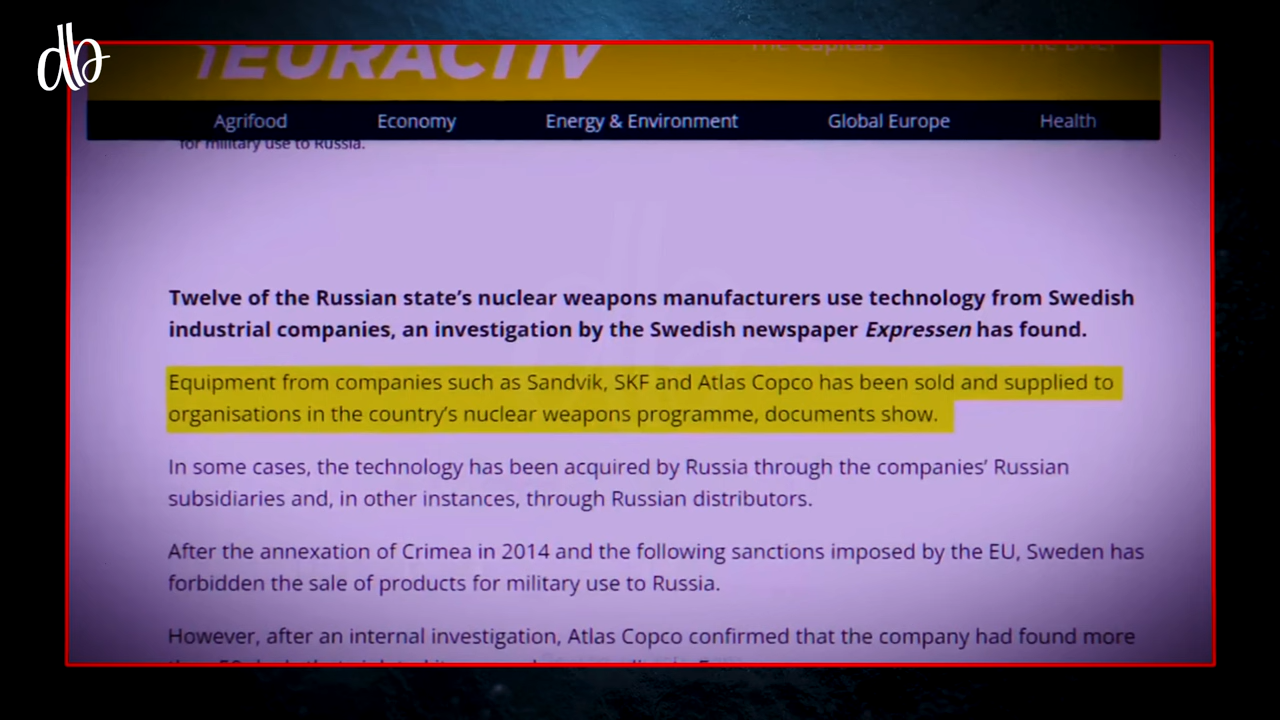 db
EURACTIV
The Capitals
The Brief
Agrifood
Economy
Energy & Environment
Global Europe
Health
for military use to Russia.
Twelve of the Russian state's nuclear weapons manufacturers use technology from Swedish
industrial companies, an investigation by the Swedish newspaper Expressen has found.
Equipment from companies such as Sandvik, SKF and Atlas Copco has been sold and supplied to
organisations in the country's nuclear weapons programme, documents show.
In some cases, the technology has been acquired by Russia through the companies' Russian
subsidiaries and, in other instances, through Russian distributors.
After the annexation of Crimea in 2014 and the following sanctions imposed by the EU, Sweden has
forbidden the sale of products for military use to Russia.
However, after an internal investigation, Atlas Copco confirmed that the company had found more